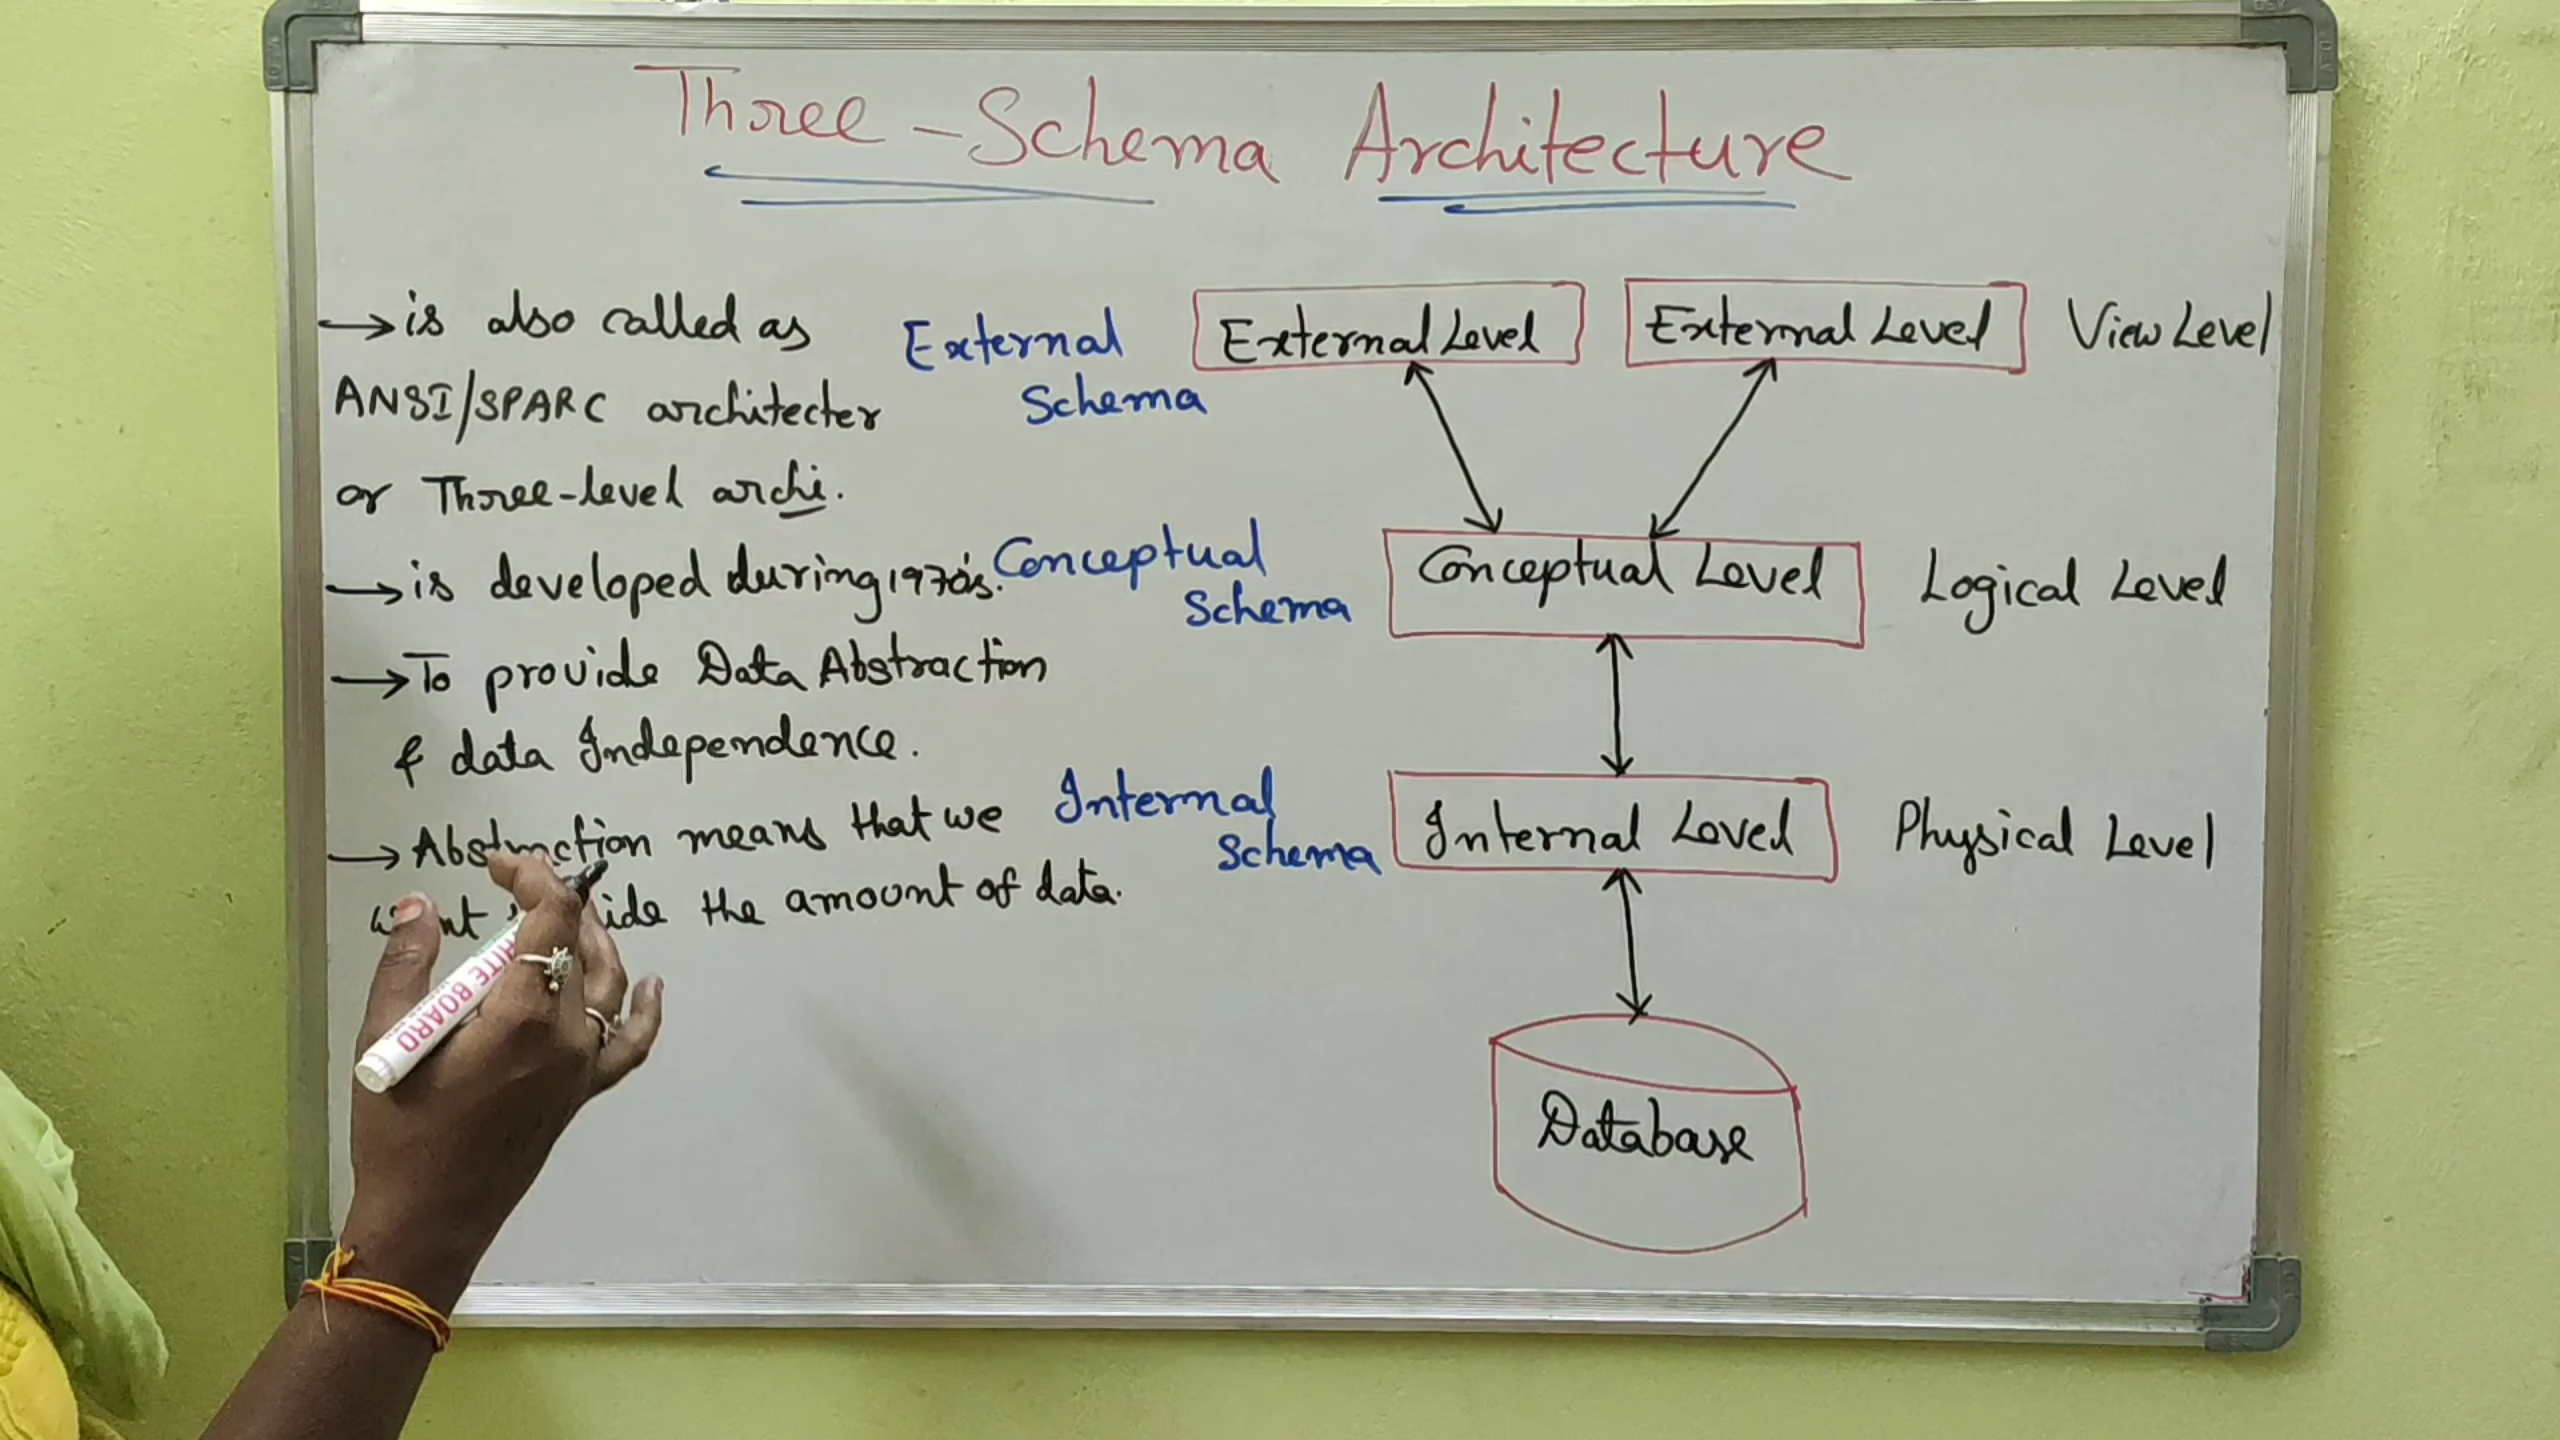 Three-Schema Architecture
→is also called as
ANSI/SPARC architecter
or Three-level archi.
→is developed during 1970's.
→To provide Data Abstraction
& data Independence.
→Abstraction means that we
the amount of data.
External
Schema
External Level
External Level
View Level
Conceptual
Schema
Conceptual Level
Logical Level
Internal
Schema
Internal Level
Physical Level
Database
BOARD